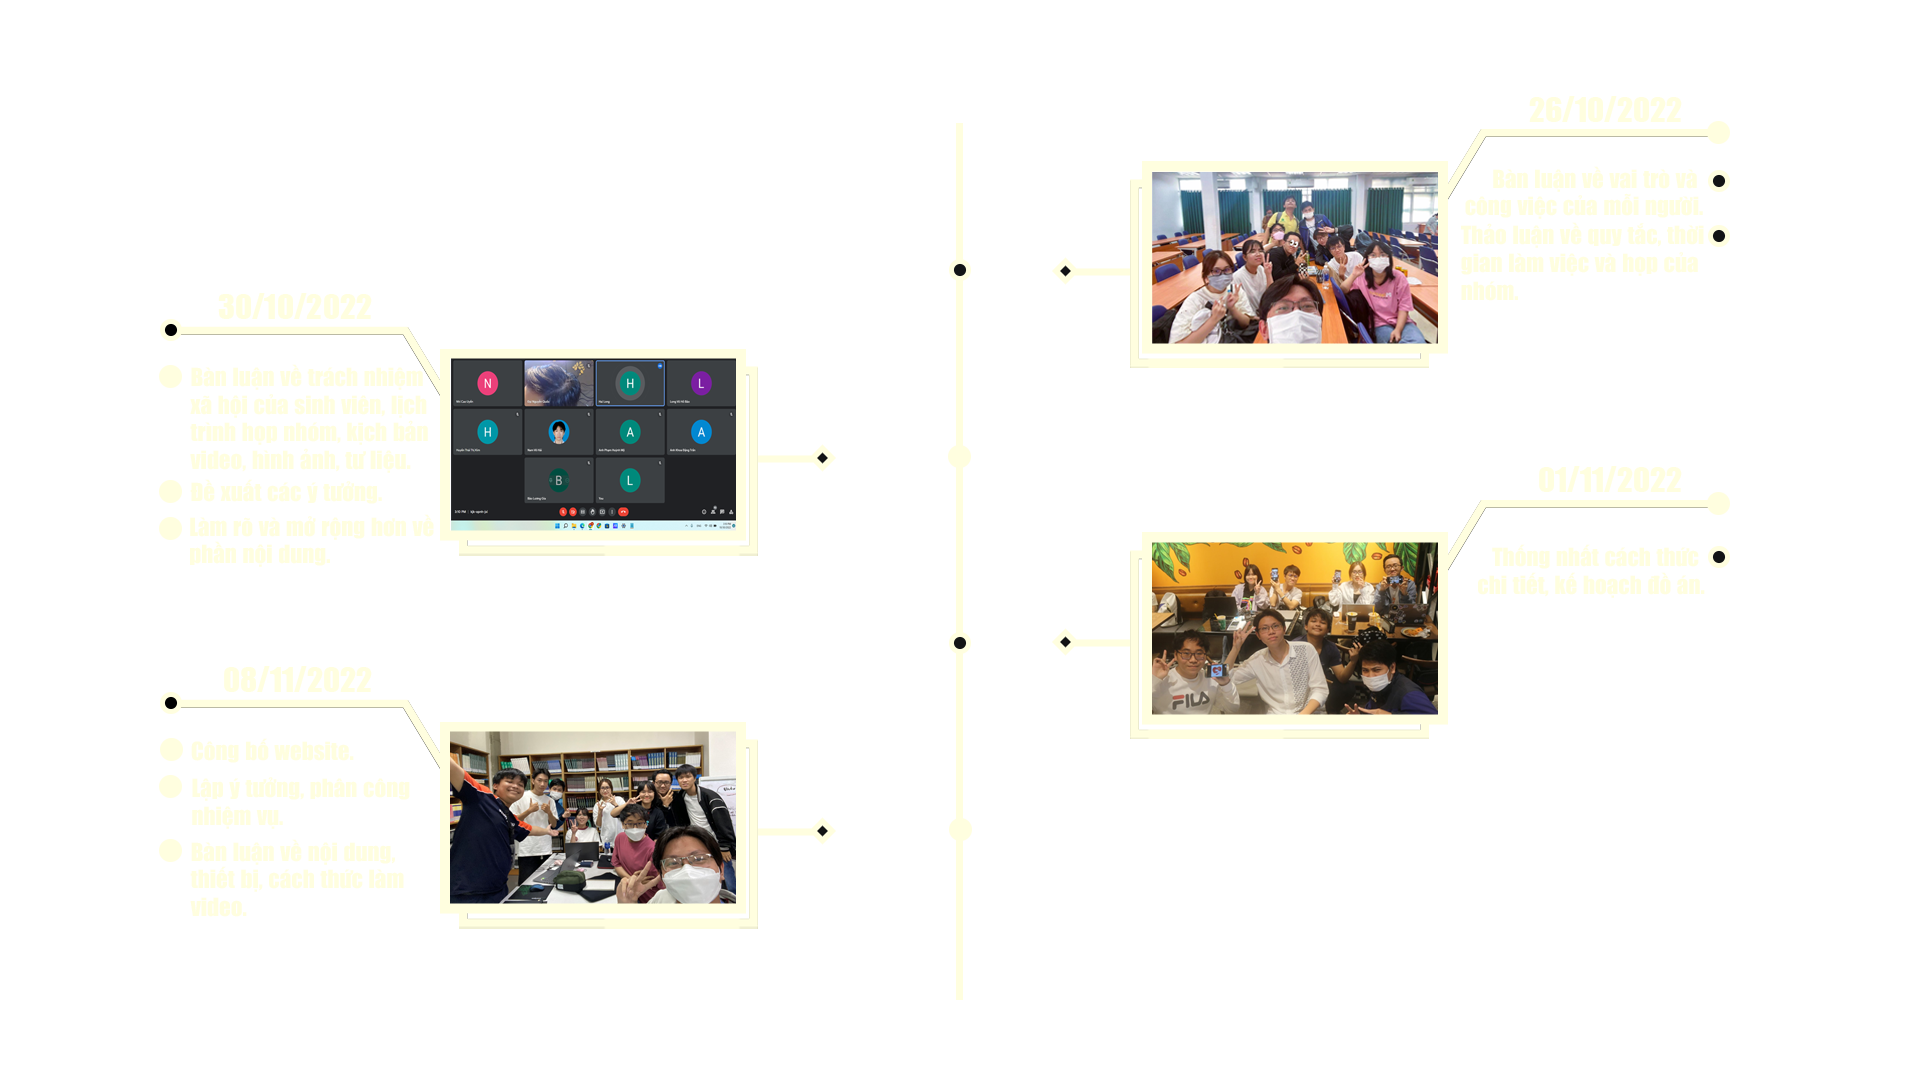 26/10/2022
Bàn luận về vai trò và
công việc của mỗi người.
Thảo luận về quy tắc, thời
gian làm việc và họp của
nhóm.
30/10/2022
Bàn luận về trách nhiệm
xã hội của sinh viên, lịch
trình họp nhóm, kịch bản
video, hình ảnh, tư liệu.
Đề xuất các ý tưởng.
Làm rõ và mở rộng hơn về
phần nội dung.
N
H
L
H
A
A
B
L
01/11/2022
Thống nhất cách thức
chi tiết, kế hoạch dự án.
FILA
08/11/2022
Công bố website.
Lên ý tưởng, phân công
nhiệm vụ.
Bàn luận về nội dung,
thiết bị, cách thức làm
video.